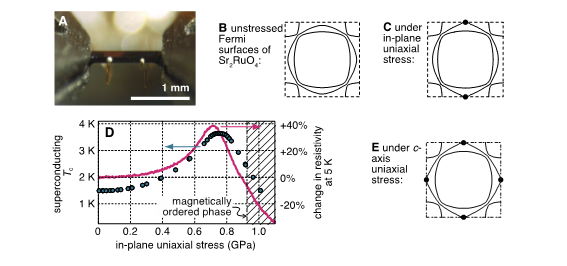 A
1 mm
B unstressed
Fermi
surfaces of
Sr2RuO4:
C under
in-plane
uniaxial
stress:
D
4 K
3 K
2 K
1 K
superconducting
Tc
+40%
+20%
0%
-20%
change in resistivity
at 5 K
magnetically
ordered phase
0 0.2 0.4 0.6 0.8 1.0
in-plane uniaxial stress (GPa)
E under c-
axis
uniaxial
stress: